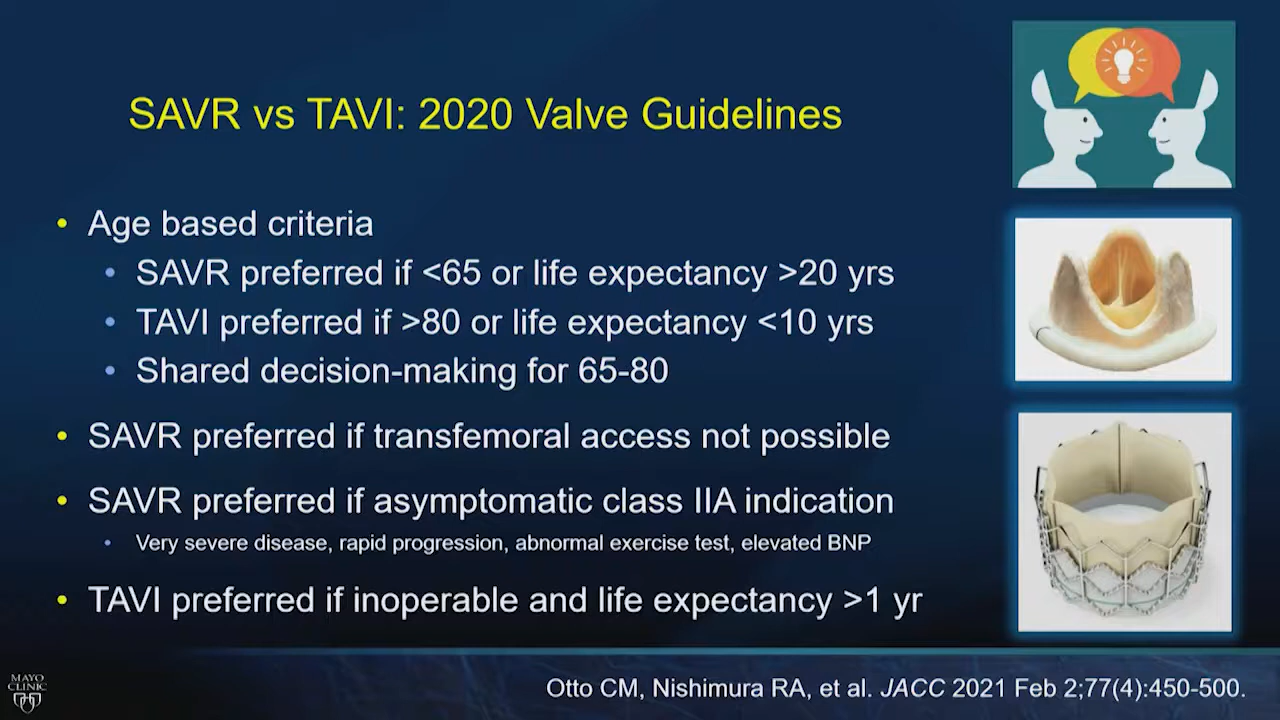 SAVR vs TAVI: 2020 Valve Guidelines
• Age based criteria
• SAVR preferred if <65 or life expectancy >20 yrs
• TAVI preferred if >80 or life expectancy <10 yrs
• Shared decision-making for 65-80
• SAVR preferred if transfemoral access not possible
• SAVR preferred if asymptomatic class IIA indication
• Very severe disease, rapid progression, abnormal exercise test, elevated BNP
• TAVI preferred if inoperable and life expectancy >1 yr
MAYO
CLINIC
Otto CM, Nishimura RA, et al. JACC 2021 Feb 2;77(4):450-500.